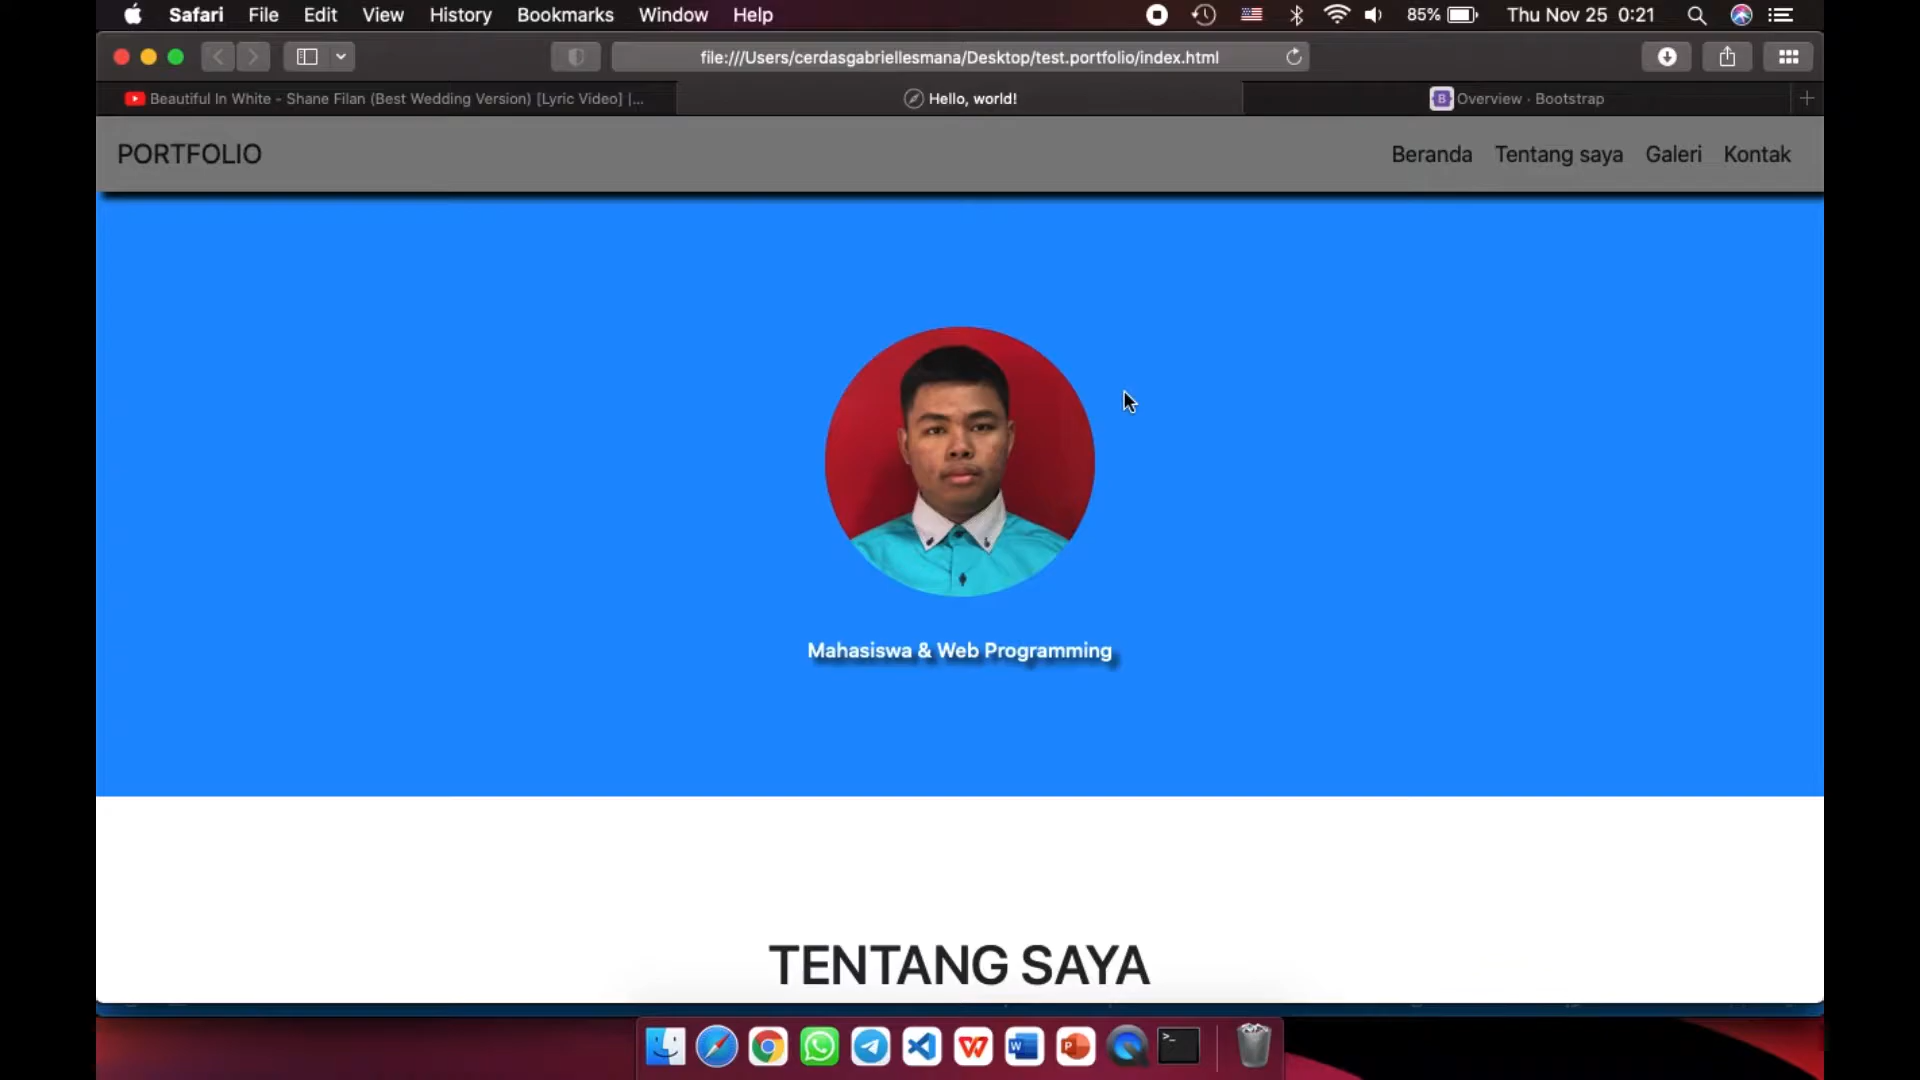 Safari File Edit View History Bookmarks Window Help 85% Thu Nov 25 0:21
file:///Users/cerdasgabriellesmana/Desktop/test.portfolio/index.html
Beautiful In White - Shane Filan (Best Wedding Version) [Lyric Video] |... Hello, world! B Overview · Bootstrap
PORTFOLIO Beranda Tentang saya Galeri Kontak
Mahasiswa & Web Programming
TENTANG SAYA